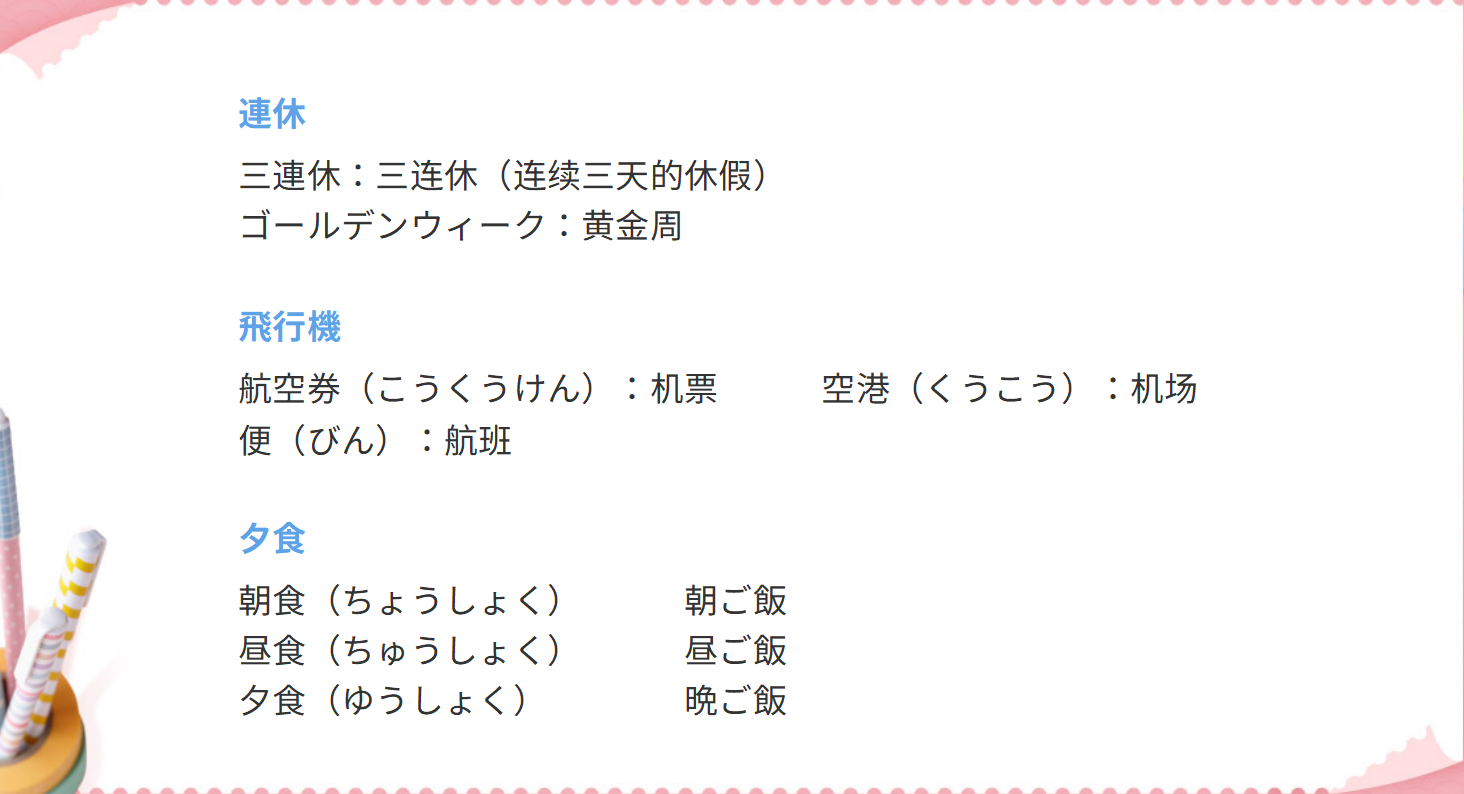 連休
三連休：三连休（连续三天的休假）
ゴールデンウィーク：黄金周
飛行機
航空券（こうくうけん）：机票　　　空港（くうこう）：机场
便（びん）：航班
夕食
朝食（ちょうしょく）　　　朝ご飯
昼食（ちゅうしょく）　　　昼ご飯
夕食（ゆうしょく）　　　晩ご飯